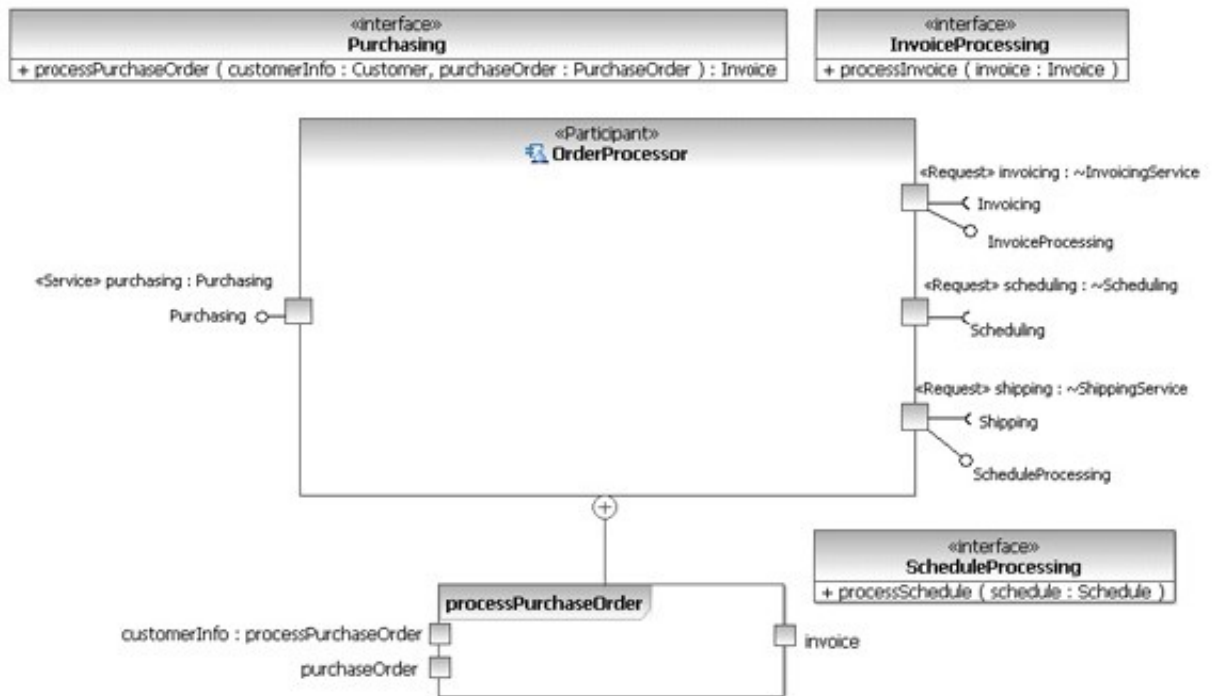 «interface»
Purchasing
+ processPurchaseOrder ( customerInfo : Customer, purchaseOrder : PurchaseOrder ) : Invoice
«interface»
InvoiceProcessing
+ processInvoice ( invoice : Invoice )
«Participant»
OrderProcessor
«Service» purchasing : Purchasing
Purchasing
«Request» invoicing : ~InvoicingService
Invoicing
InvoiceProcessing
«Request» scheduling : ~Scheduling
Scheduling
«Request» shipping : ~ShippingService
Shipping
ScheduleProcessing
«interface»
ScheduleProcessing
+ processSchedule ( schedule : Schedule )
processPurchaseOrder
customerInfo : processPurchaseOrder
purchaseOrder
invoice